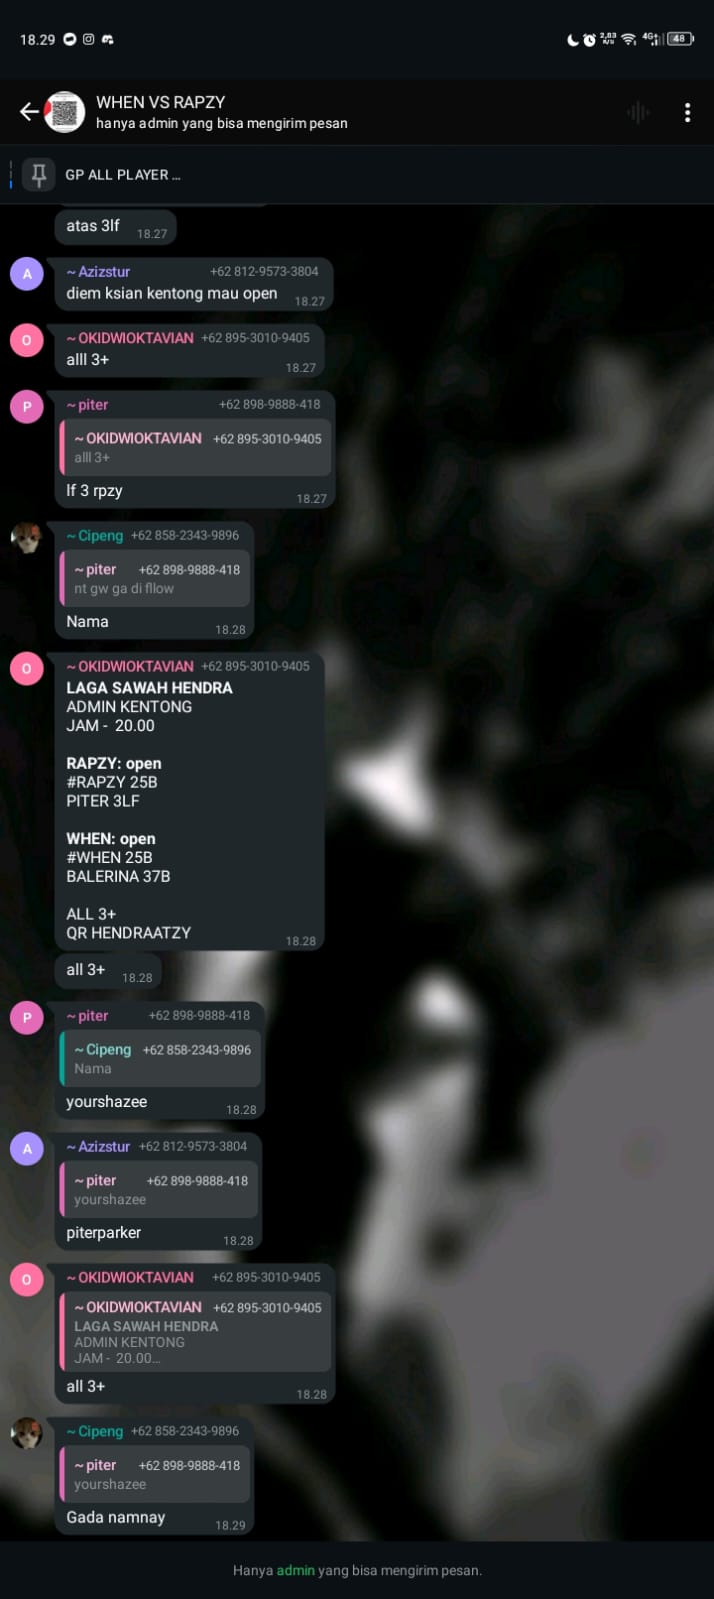 18.29
2,83
K/S
4G+
48
WHEN VS RAPZY
hanya admin yang bisa mengirim pesan
GP ALL PLAYER ...
atas 3lf 18.27
A
~ Azizstur +62 812-9573-3804
diem ksian kentong mau open 18.27
O
~ OKIDWIOKTAVIAN +62 895-3010-9405
alll 3+
18.27
P
~ piter +62 898-9888-418
~ OKIDWIOKTAVIAN +62 895-3010-9405
alll 3+
lf 3 rpzy 18.27
~ Cipeng +62 858-2343-9896
~ piter +62 898-9888-418
nt gw ga di fllow
Nama 18.28
O
~ OKIDWIOKTAVIAN +62 895-3010-9405
LAGA SAWAH HENDRA
ADMIN KENTONG
JAM - 20.00
RAPZY: open
#RAPZY 25B
PITER 3LF
WHEN: open
#WHEN 25B
BALERINA 37B
ALL 3+
QR HENDRAATZY 18.28
all 3+ 18.28
P
~ piter +62 898-9888-418
~ Cipeng +62 858-2343-9896
Nama
yourshazee 18.28
A
~ Azizstur +62 812-9573-3804
~ piter +62 898-9888-418
yourshazee
piterparker 18.28
O
~ OKIDWIOKTAVIAN +62 895-3010-9405
~ OKIDWIOKTAVIAN +62 895-3010-9405
LAGA SAWAH HENDRA
ADMIN KENTONG
JAM - 20.00...
all 3+ 18.28
~ Cipeng +62 858-2343-9896
~ piter +62 898-9888-418
yourshazee
Gada namnay 18.29
Hanya admin yang bisa mengirim pesan.